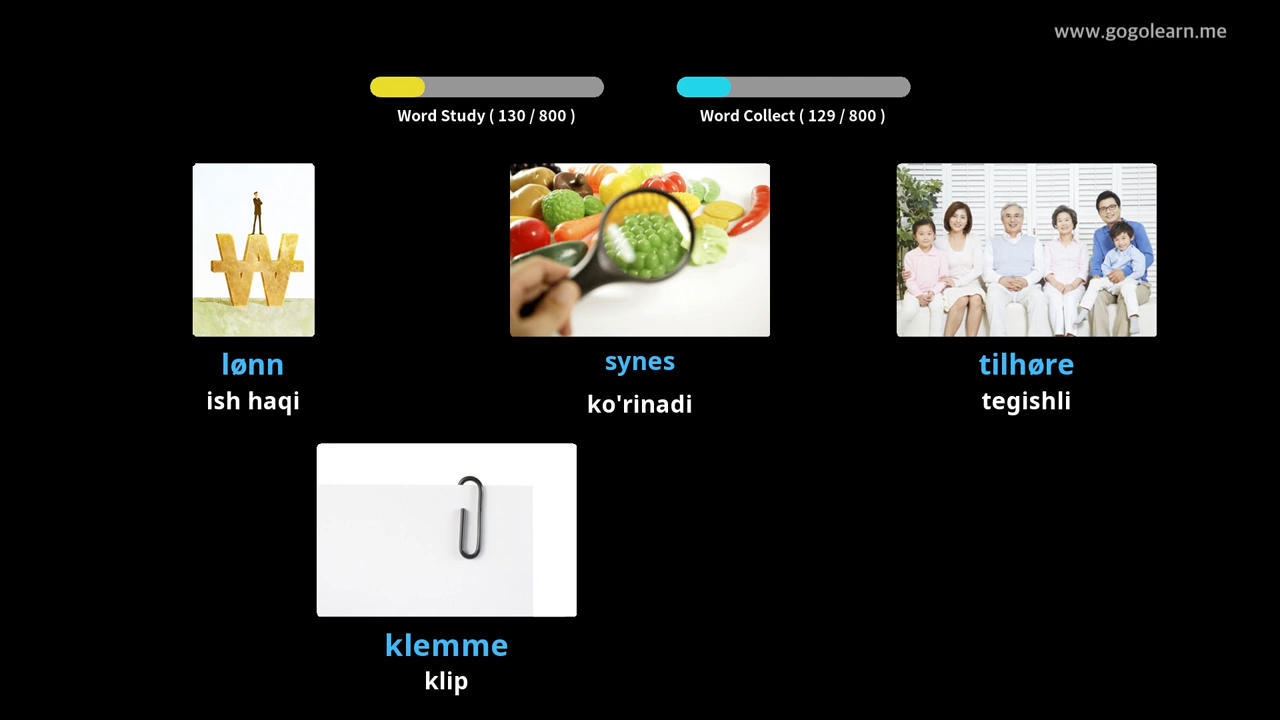 www.gogolearn.me
Word Study ( 130 / 800 )
Word Collect ( 129 / 800 )
lønn
ish haqi
synes
ko'rinadi
tilhøre
tegishli
klemme
klip